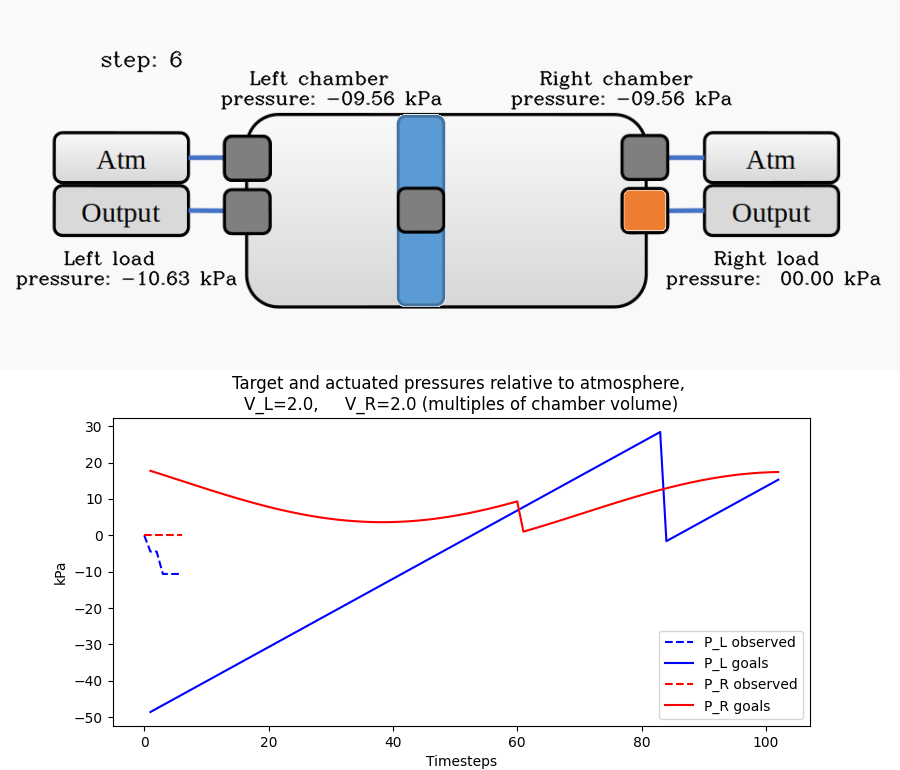 step: 6
Left chamber
pressure: −09.56 kPa
Right chamber
pressure: −09.56 kPa
Atm
Output
Atm
Output
Left load
pressure: −10.63 kPa
Right load
pressure: 00.00 kPa
Target and actuated pressures relative to atmosphere,
V_L=2.0, V_R=2.0 (multiples of chamber volume)
kPa
30
20
10
0
−10
−20
−30
−40
−50
P_L observed
P_L goals
P_R observed
P_R goals
0 20 40 60 80 100
Timesteps